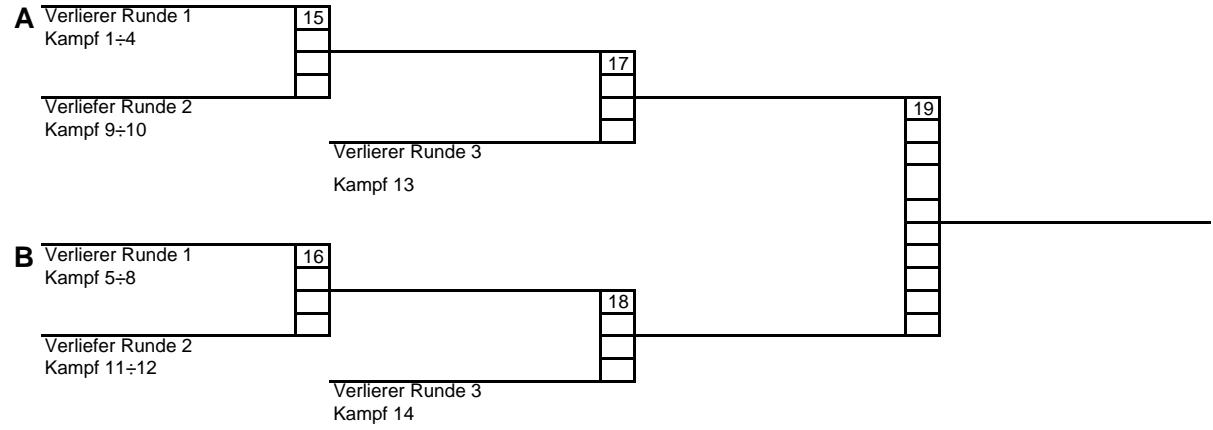 A Verlierer Runde 1 15
Kampf 1÷4
17
Verliefer Runde 2 19
Kampf 9÷10
Verlierer Runde 3
Kampf 13
B Verlierer Runde 1 16
Kampf 5÷8
18
Verliefer Runde 2
Kampf 11÷12
Verlierer Runde 3
Kampf 14